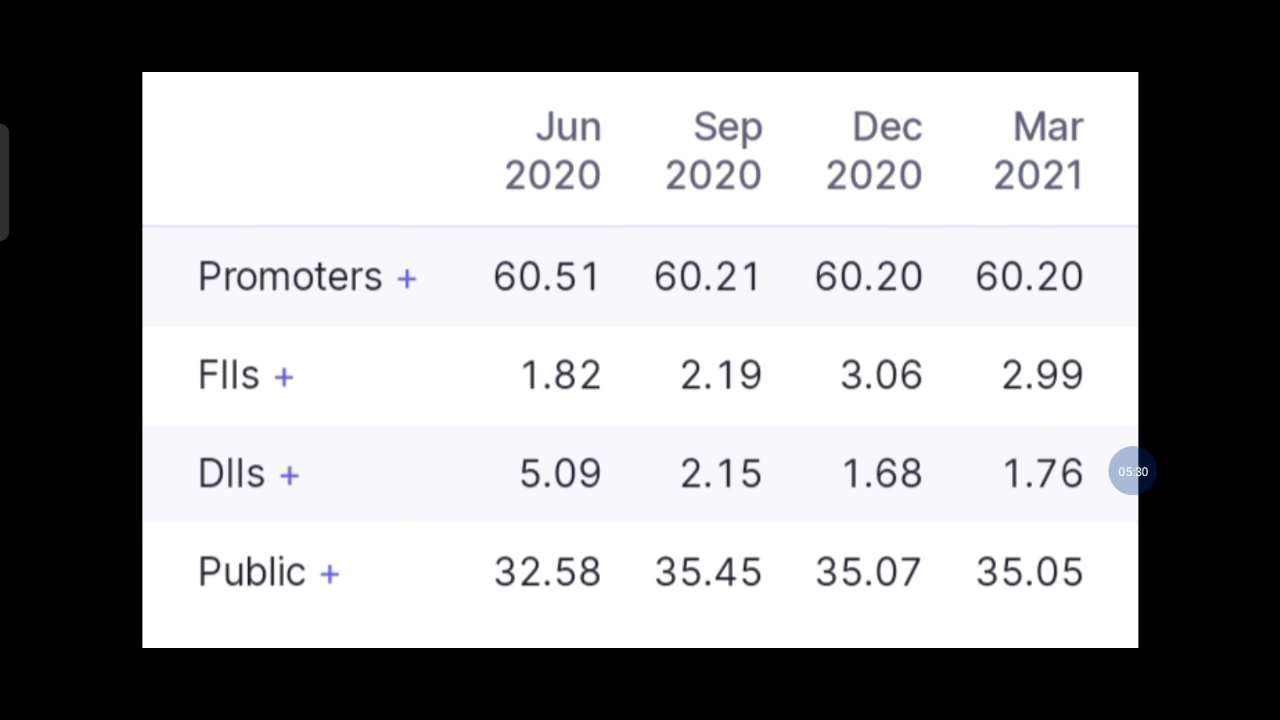 Jun Sep Dec Mar
2020 2020 2020 2021
Promoters + 60.51 60.21 60.20 60.20
FIIs + 1.82 2.19 3.06 2.99
DIIs + 5.09 2.15 1.68 1.76
05:30
Public + 32.58 35.45 35.07 35.05